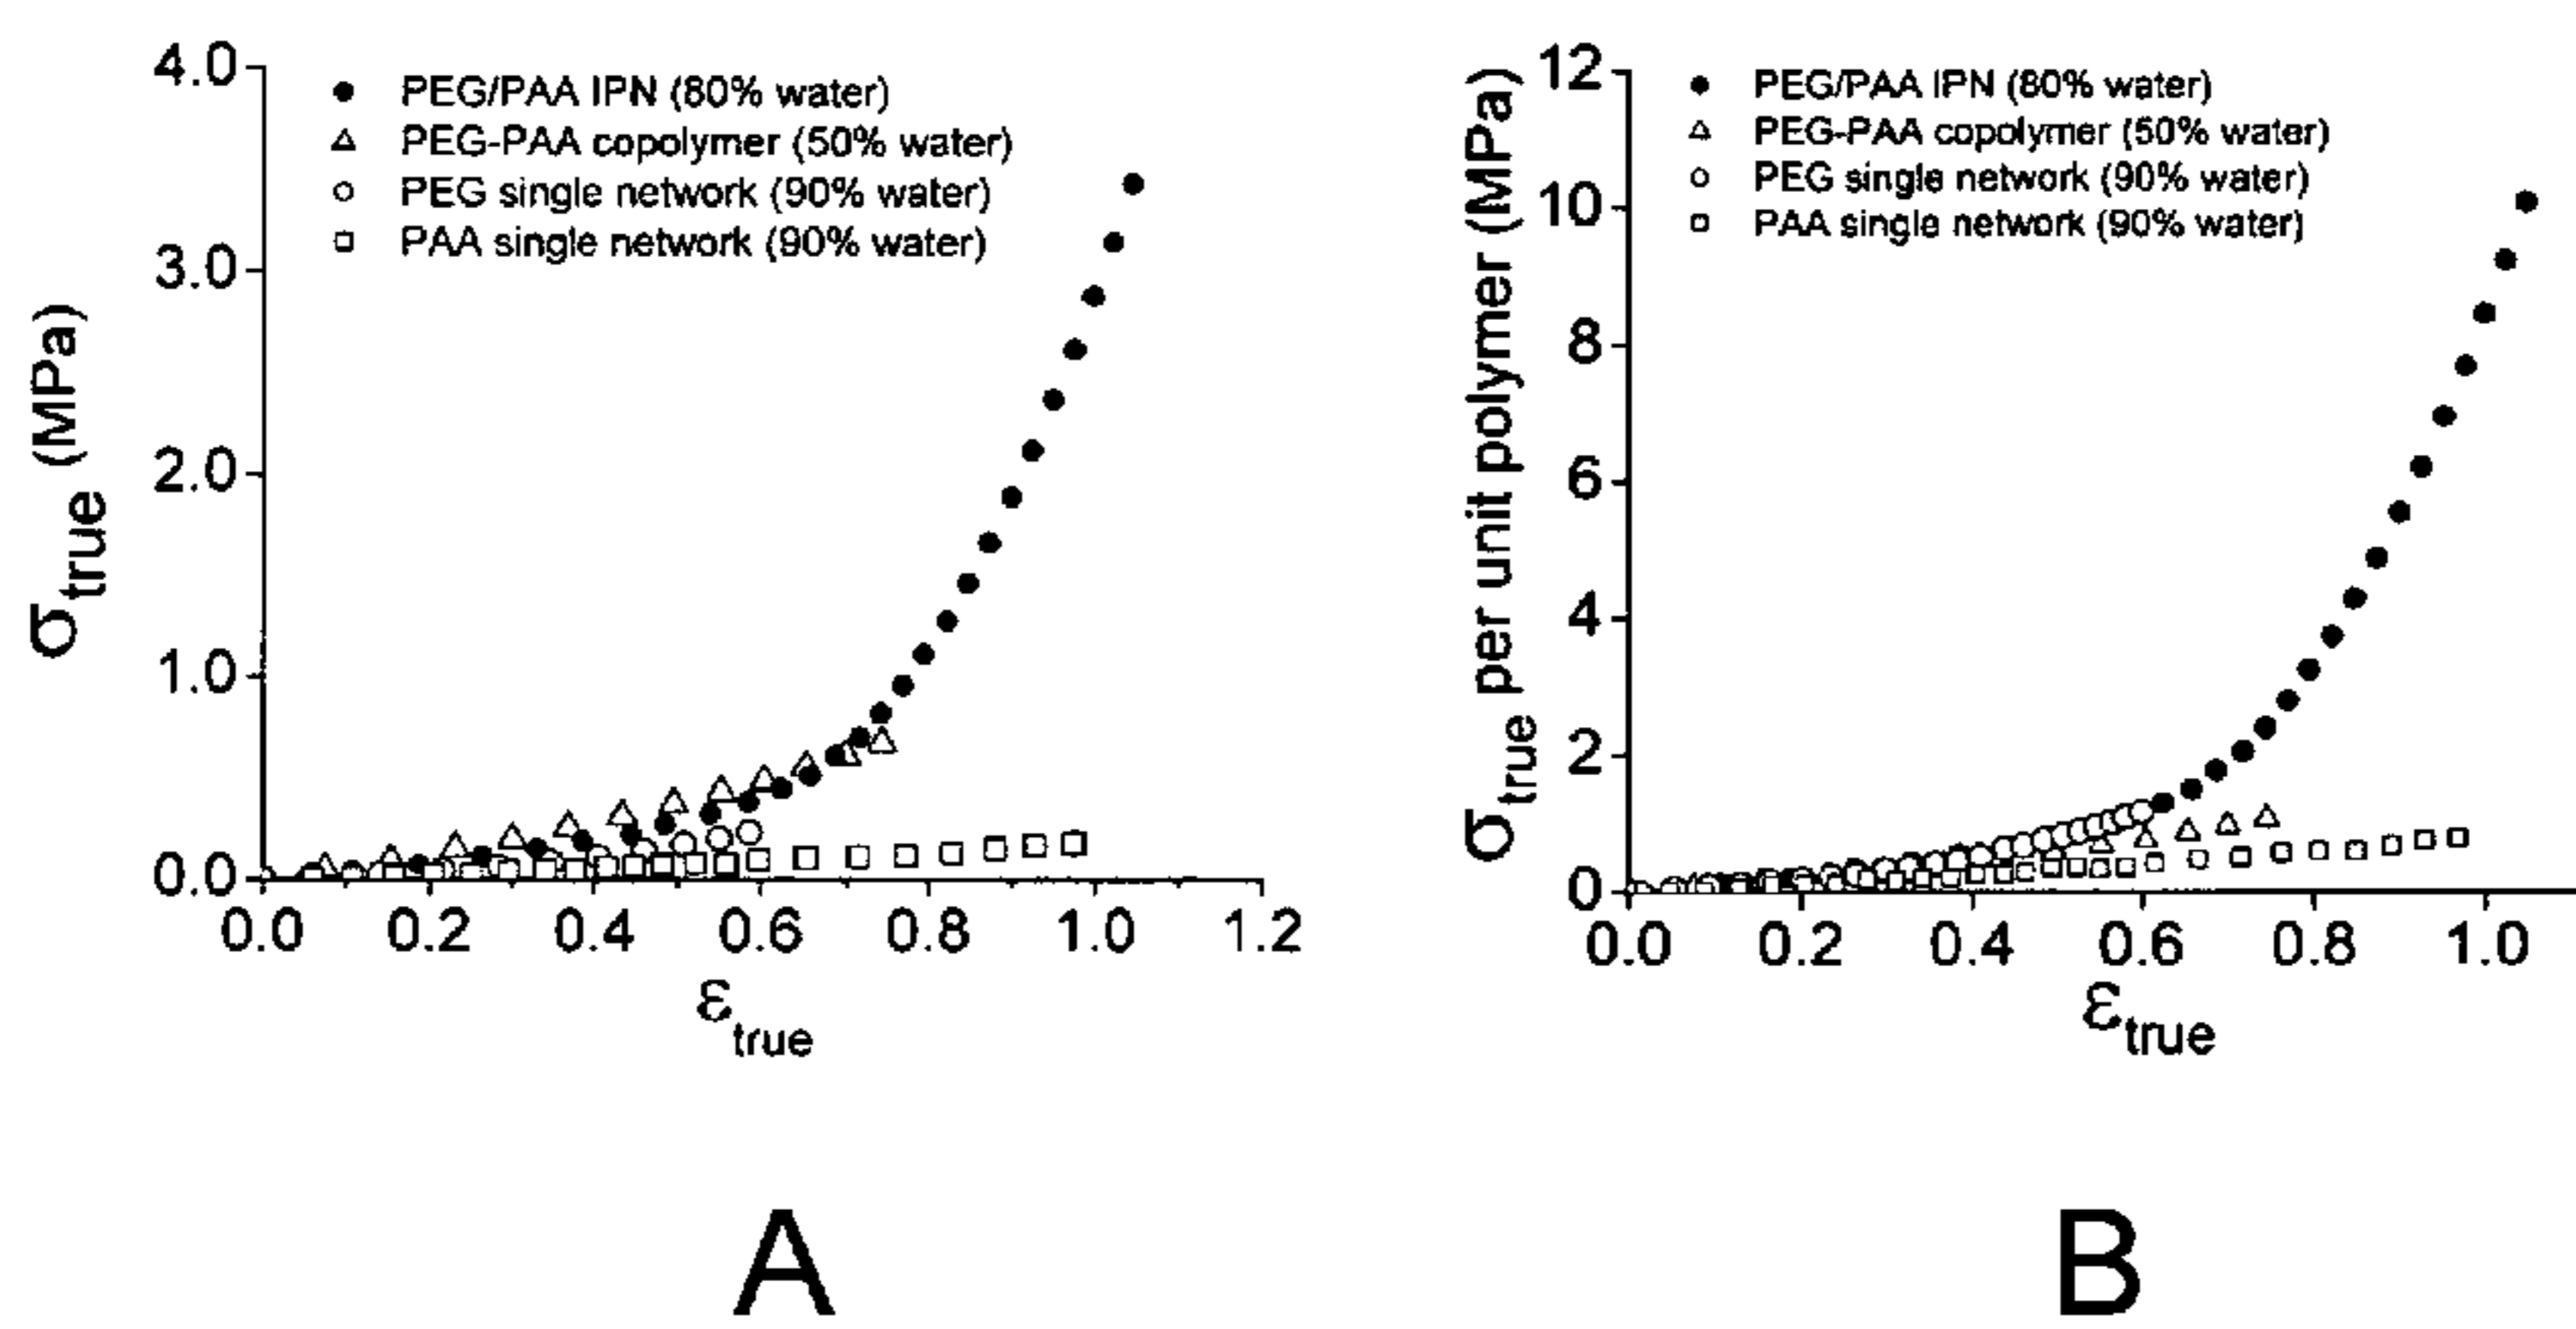 4.0
3.0
2.0
1.0
0.0
σtrue (MPa)
PEG/PAA IPN (80% water)
PEG-PAA copolymer (50% water)
PEG single network (90% water)
PAA single network (90% water)
0.0 0.2 0.4 0.6 0.8 1.0 1.2
εtrue
A
12
10
8
6
4
2
0
σtrue per unit polymer (MPa)
PEG/PAA IPN (80% water)
PEG-PAA copolymer (50% water)
PEG single network (90% water)
PAA single network (90% water)
0.0 0.2 0.4 0.6 0.8 1.0
εtrue
B